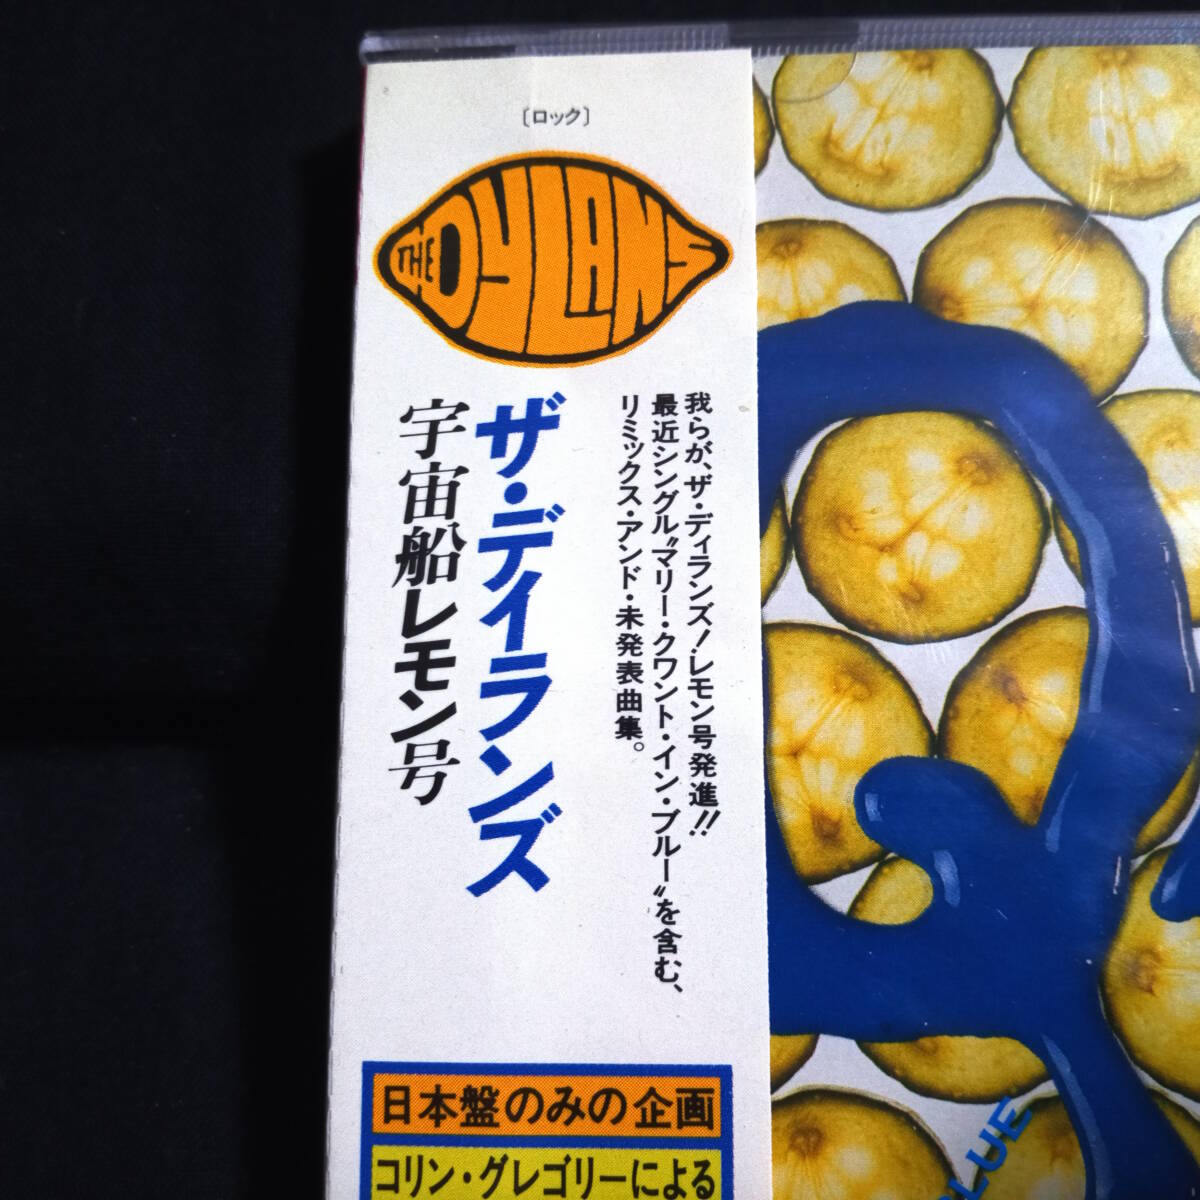 ［ロック］
THE DYLANS
我らが、ザ・ディランズ！レモン号発進！！
最近シングル〝マリー・クワント・イン・ブルー〟を含む、
リミックス・アンド・未発表曲集。
ザ・デイランズ
宇宙船レモン号
日本盤のみの企画
コリン・グレゴリーによる